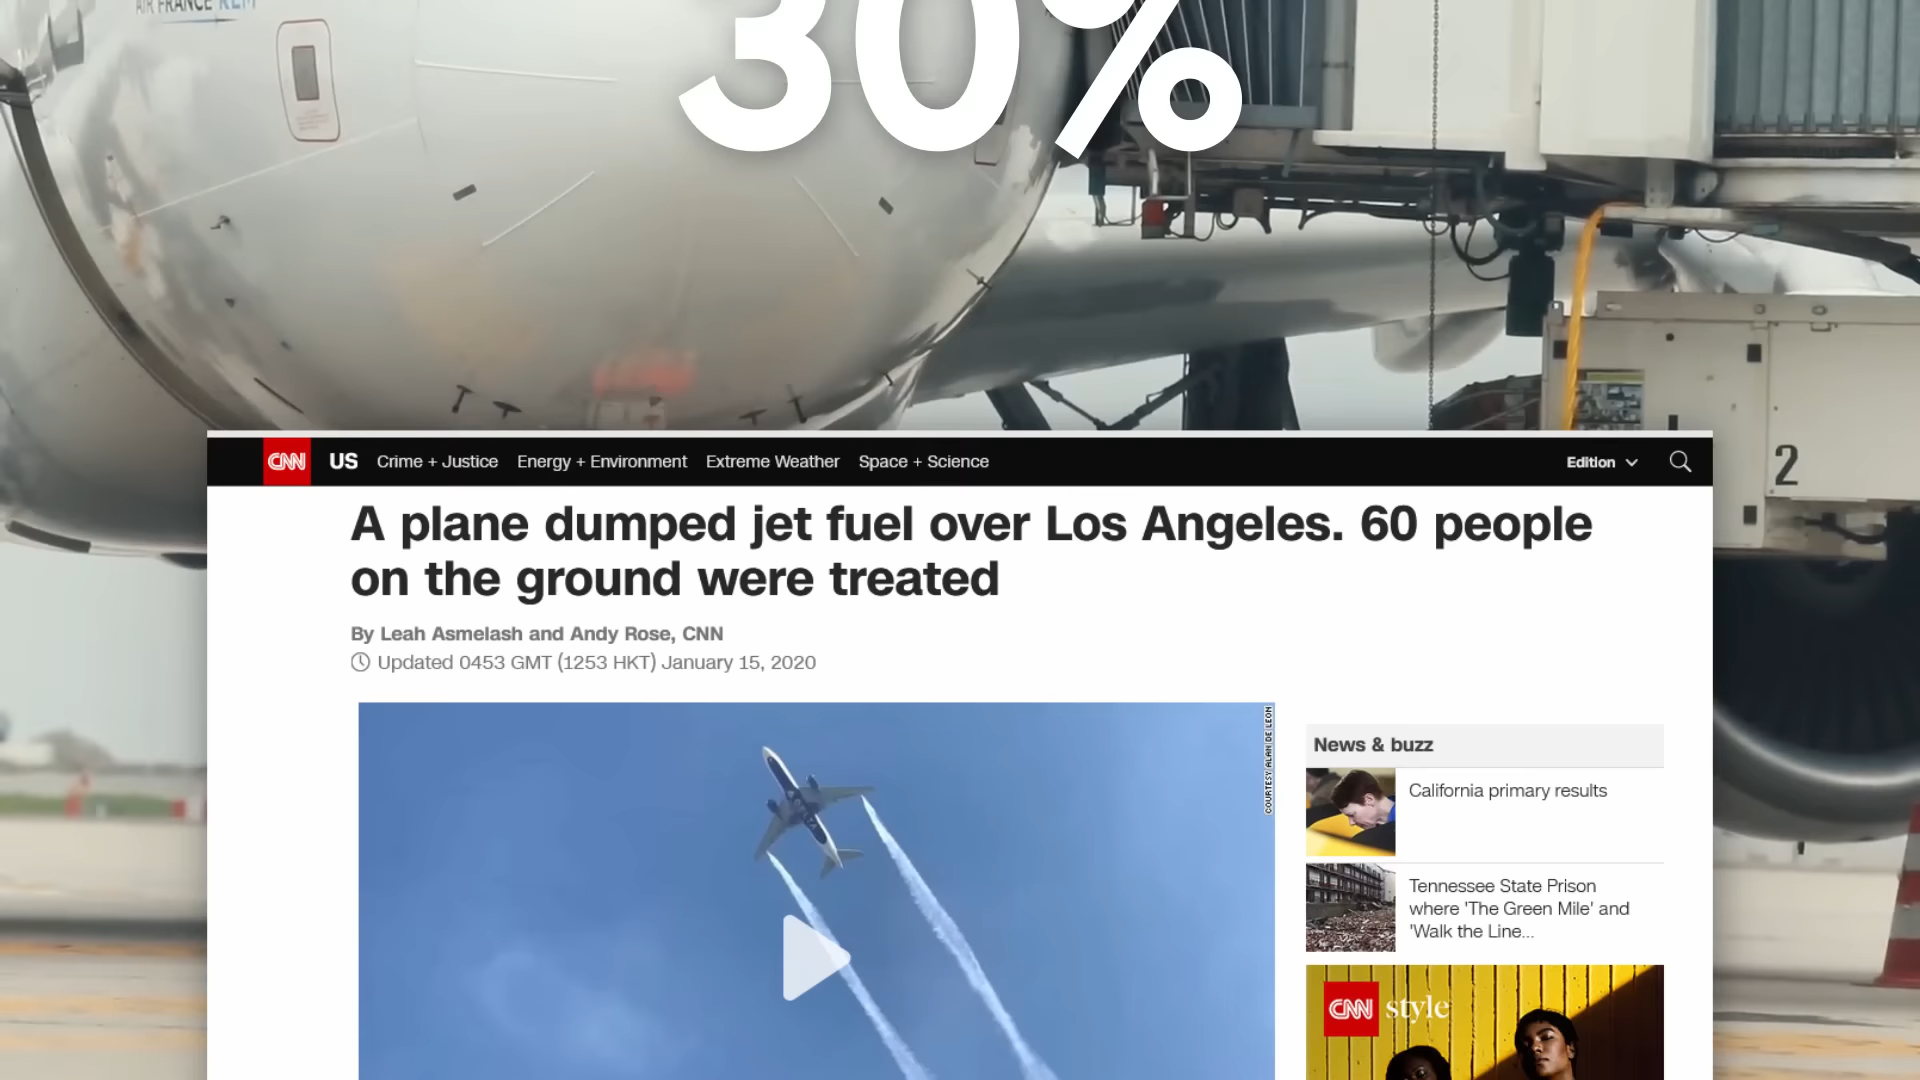 AIR FRANCE KLM
30%
CNN US Crime + Justice Energy + Environment Extreme Weather Space + Science Edition
2
A plane dumped jet fuel over Los Angeles. 60 people
on the ground were treated
By Leah Asmelash and Andy Rose, CNN
Updated 0453 GMT (1253 HKT) January 15, 2020
COURTESY ALAN DE LEON
News & buzz
California primary results
Tennessee State Prison
where 'The Green Mile' and
'Walk the Line...
CNN style